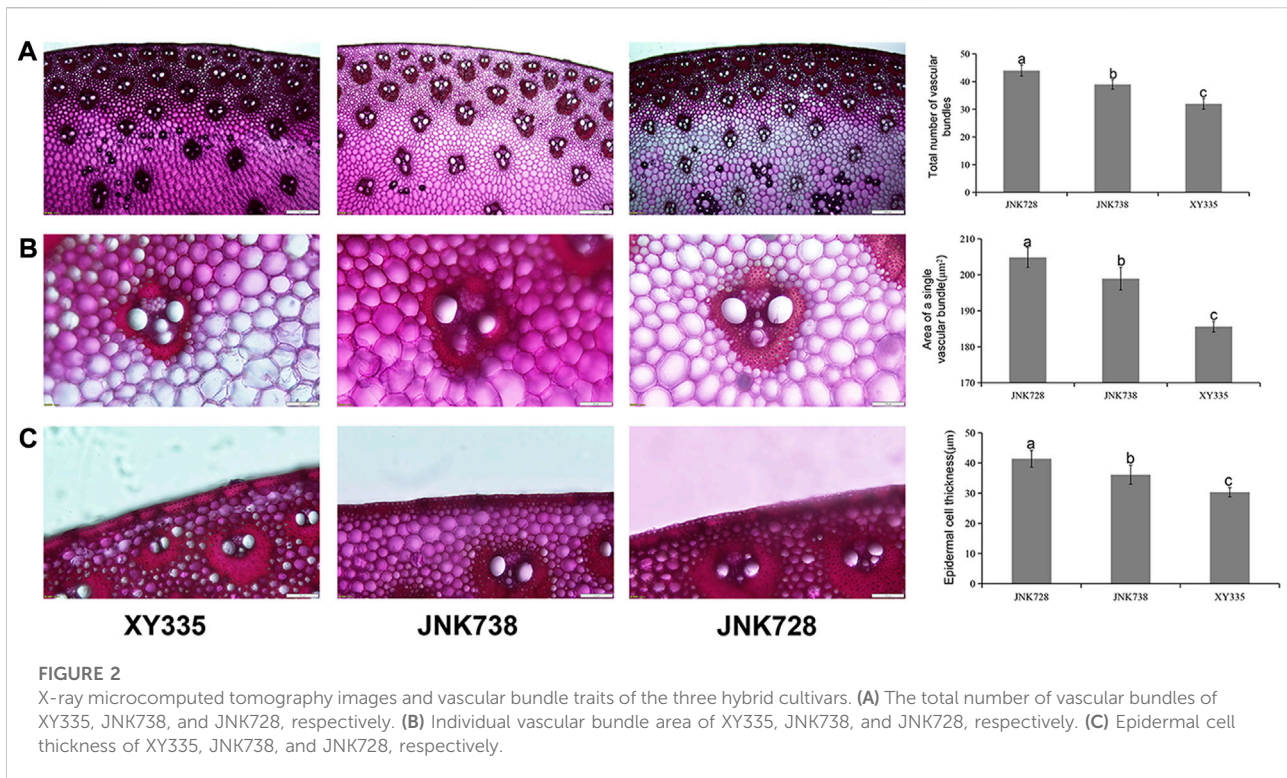 A
B
C
XY335
JNK738
JNK728
Total number of vascular
bundles
50
40
30
20
10
0
a
b
c
JNK728
JNK738
XY335
Area of a single
vascular bundle(μm²)
210
200
190
180
170
a
b
c
JNK728
JNK738
XY335
Epidermal cell thickness(μm)
50
40
30
20
10
0
a
b
c
JNK728
JNK738
XY335
FIGURE 2
X-ray microcomputed tomography images and vascular bundle traits of the three hybrid cultivars. (A) The total number of vascular bundles of
XY335, JNK738, and JNK728, respectively. (B) Individual vascular bundle area of XY335, JNK738, and JNK728, respectively. (C) Epidermal cell
thickness of XY335, JNK738, and JNK728, respectively.